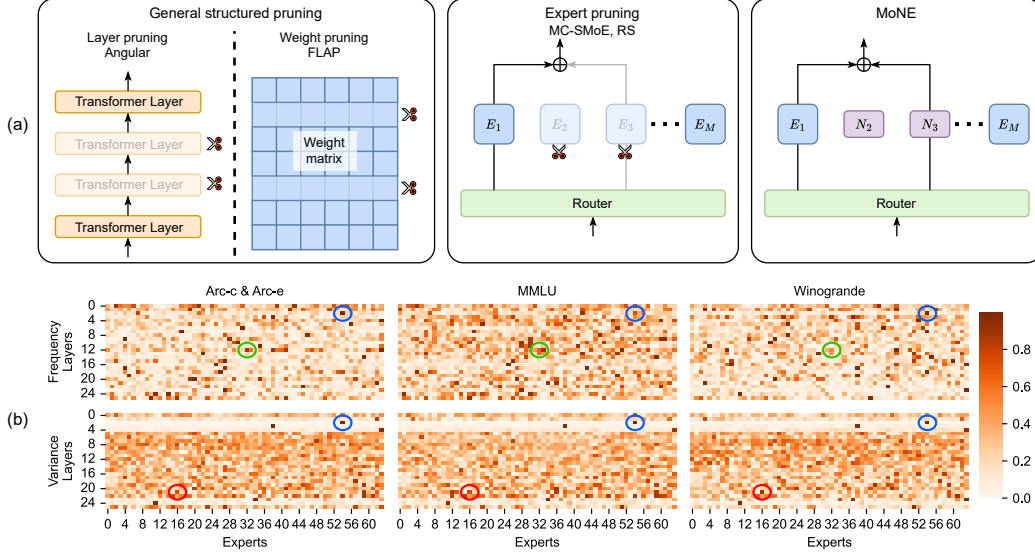 (a)
General structured pruning
Layer pruning
Angular
Transformer Layer
Transformer Layer
Transformer Layer
Transformer Layer
Weight pruning
FLAP
Weight
matrix
Expert pruning
MC-SMoE, RS
E1
E2
E3
EM
Router
MoNE
E1
N2
N3
EM
Router
(b)
Arc-c & Arc-e
MMLU
Winogrande
Frequency
Layers
0
4
8
12
16
20
24
Variance
Layers
0
4
8
12
16
20
24
0 4 8 12 16 20 24 28 32 36 40 44 48 52 56 60
0 4 8 12 16 20 24 28 32 36 40 44 48 52 56 60
0 4 8 12 16 20 24 28 32 36 40 44 48 52 56 60
Experts
Experts
Experts
0.8
0.6
0.4
0.2
0.0